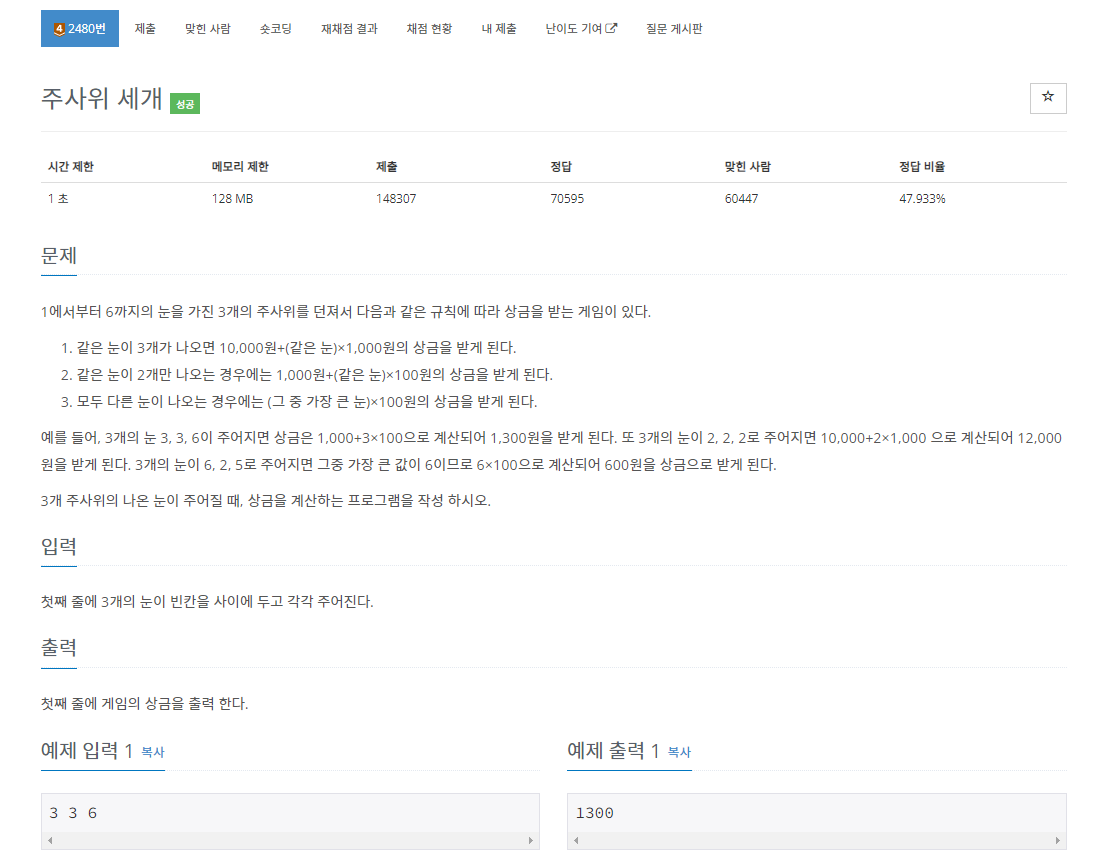 4 2480번 제출 맞힌 사람 숏코딩 재채점 결과 채점 현황 내 제출 난이도 기여 질문 게시판
주사위 세개 성공
시간 제한 메모리 제한 제출 정답 맞힌 사람 정답 비율
1 초 128 MB 148307 70595 60447 47.933%
문제
1에서부터 6까지의 눈을 가진 3개의 주사위를 던져서 다음과 같은 규칙에 따라 상금을 받는 게임이 있다.
1. 같은 눈이 3개가 나오면 10,000원+(같은 눈)×1,000원의 상금을 받게 된다.
2. 같은 눈이 2개만 나오는 경우에는 1,000원+(같은 눈)×100원의 상금을 받게 된다.
3. 모두 다른 눈이 나오는 경우에는 (그 중 가장 큰 눈)×100원의 상금을 받게 된다.
예를 들어, 3개의 눈 3, 3, 6이 주어지면 상금은 1,000+3×100으로 계산되어 1,300원을 받게 된다. 또 3개의 눈이 2, 2, 2로 주어지면 10,000+2×1,000 으로 계산되어 12,000
원을 받게 된다. 3개의 눈이 6, 2, 5로 주어지면 그중 가장 큰 값이 6이므로 6×100으로 계산되어 600원을 상금으로 받게 된다.
3개 주사위의 나온 눈이 주어질 때, 상금을 계산하는 프로그램을 작성 하시오.
입력
첫째 줄에 3개의 눈이 빈칸을 사이에 두고 각각 주어진다.
출력
첫째 줄에 게임의 상금을 출력 한다.
예제 입력 1 복사
3 3 6
예제 출력 1 복사
1300